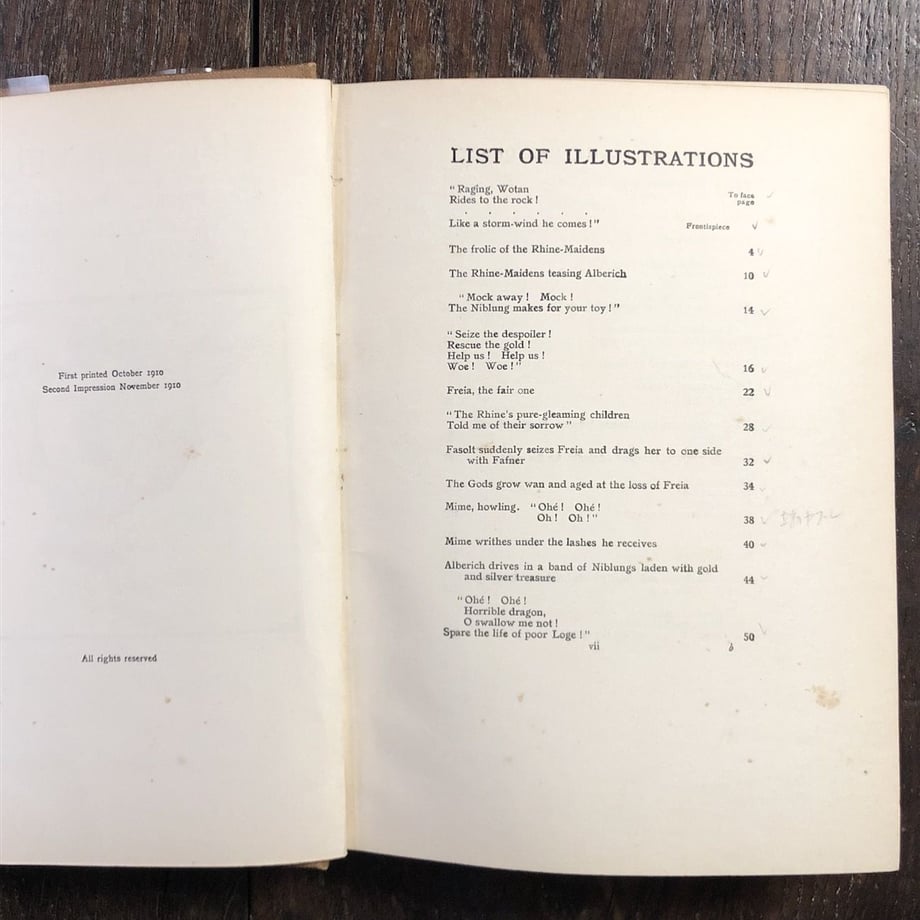 First printed October 1910
Second Impression November 1910
All rights reserved
LIST OF ILLUSTRATIONS
To face
page
"Raging, Wotan
Rides to the rock!
. . . . . .
Like a storm-wind he comes!" Frontispiece
The frolic of the Rhine-Maidens 4
The Rhine-Maidens teasing Alberich 10
"Mock away! Mock!
The Niblung makes for your toy!" 14
"Seize the despoiler!
Rescue the gold!
Help us! Help us!
Woe! Woe!" 16
Freia, the fair one 22
"The Rhine's pure-gleaming children
Told me of their sorrow" 28
Fasolt suddenly seizes Freia and drags her to one side
with Fafner 32
The Gods grow wan and aged at the loss of Freia 34
Mime, howling. "Ohé! Ohé!
Oh! Oh!" 38
Mime writhes under the lashes he receives 40
Alberich drives in a band of Niblungs laden with gold
and silver treasure 44
"Ohé! Ohé!
Horrible dragon,
O swallow me not!
Spare the life of poor Loge!" 50
vii b